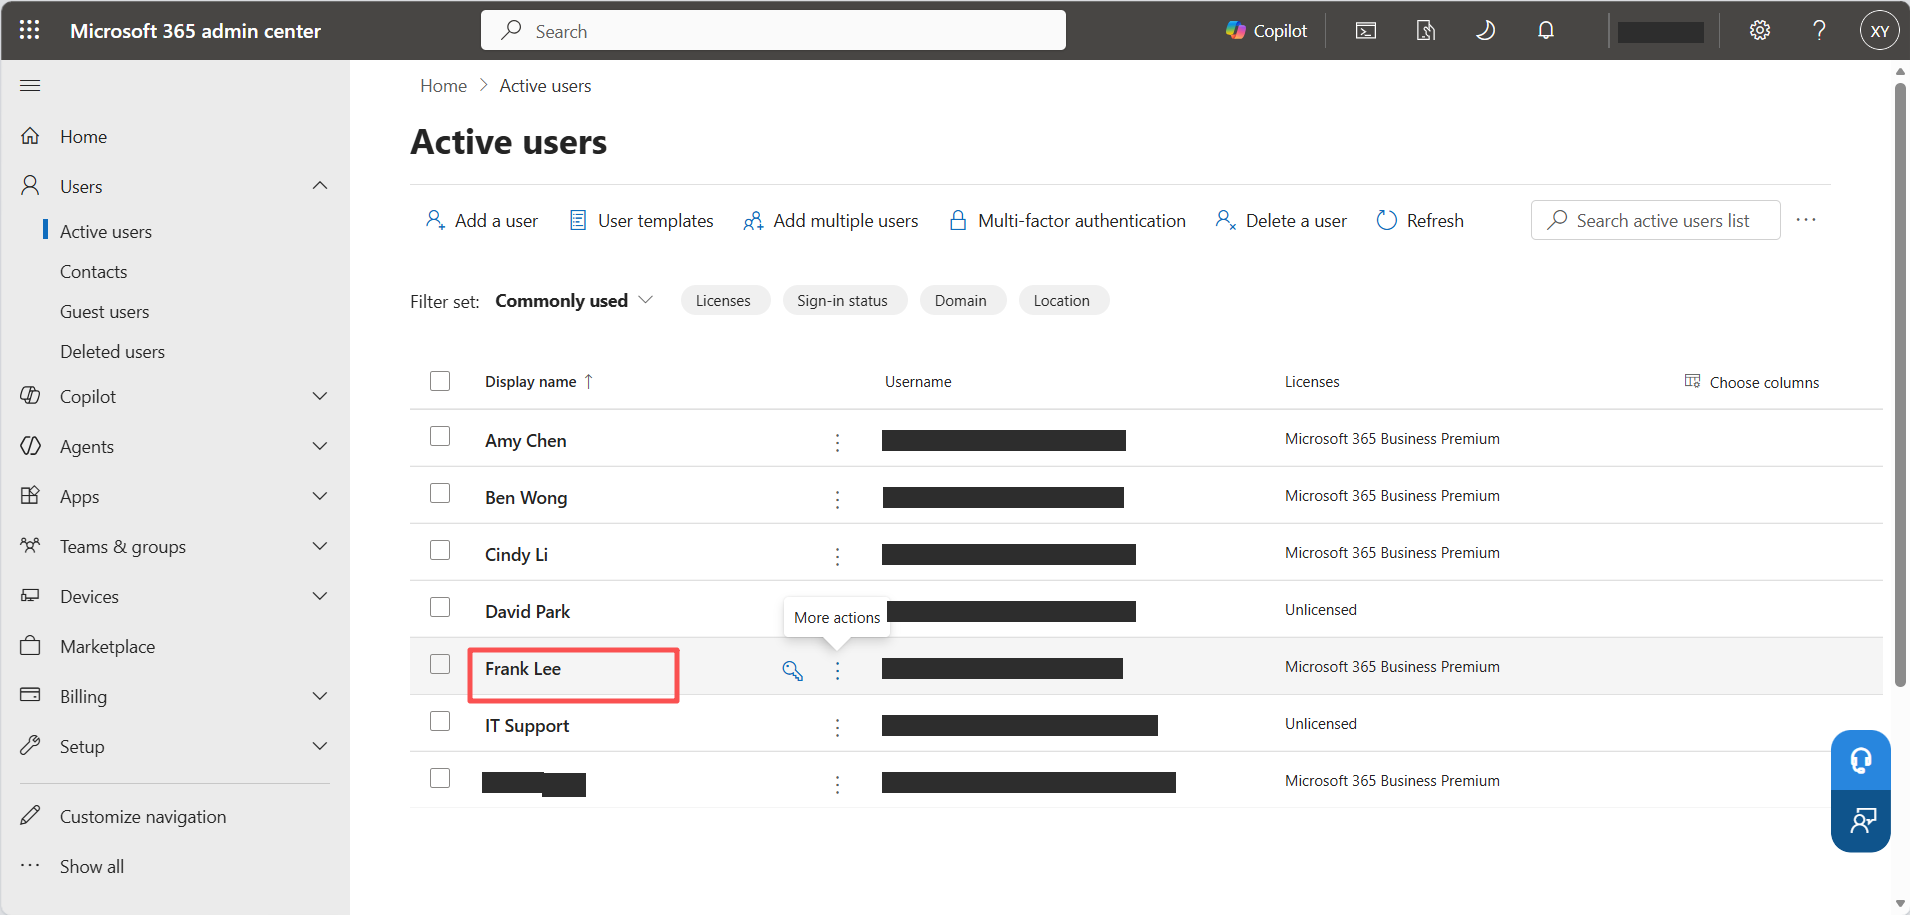 Microsoft 365 admin center
Search
Copilot
XY
Home
Users
Active users
Contacts
Guest users
Deleted users
Copilot
Agents
Apps
Teams & groups
Devices
Marketplace
Billing
Setup
Customize navigation
Show all
Home > Active users
Active users
Add a user User templates Add multiple users Multi-factor authentication Delete a user Refresh Search active users list
Filter set: Commonly used Licenses Sign-in status Domain Location
Display name ↑ Username Licenses Choose columns
Amy Chen Microsoft 365 Business Premium
Ben Wong Microsoft 365 Business Premium
Cindy Li Microsoft 365 Business Premium
David Park Unlicensed
More actions
Frank Lee Microsoft 365 Business Premium
IT Support Unlicensed
Microsoft 365 Business Premium